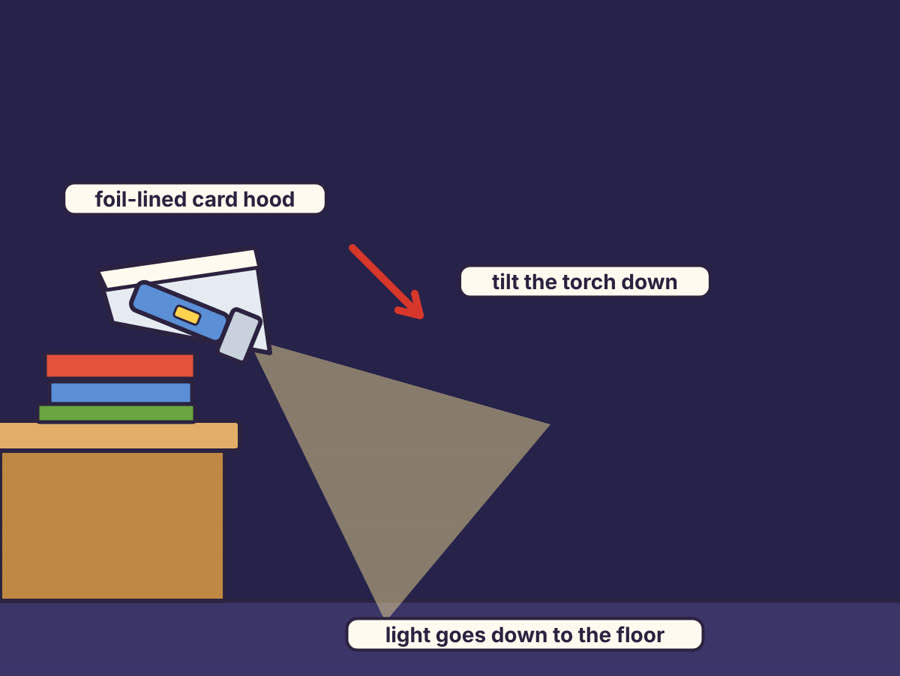 foil-lined card hood
tilt the torch down
light goes down to the floor